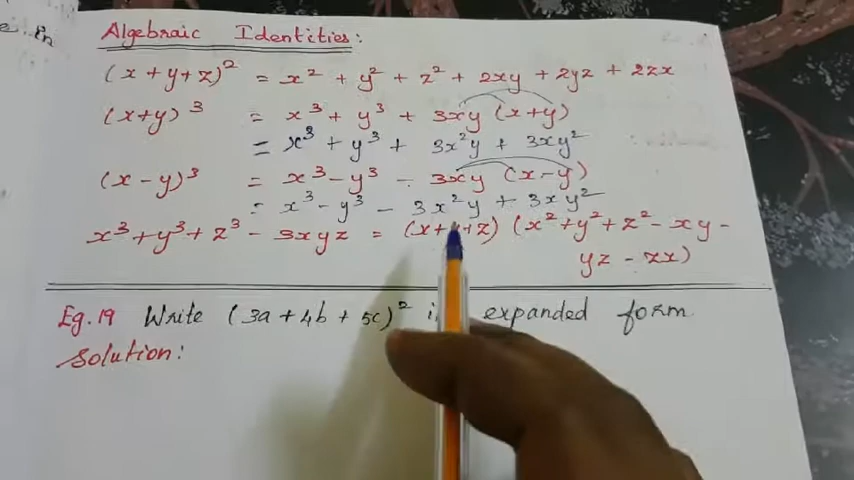 Algebraic Identities:
(x+y+z)² = x² + y² + z² + 2xy + 2yz + 2zx
(x+y)³ = x³ + y³ + 3xy (x+y)
= x³ + y³ + 3x²y + 3xy²
(x-y)³ = x³ - y³ - 3xy (x-y)
= x³ - y³ - 3x²y + 3xy²
x³ + y³ + z³ - 3xyz = (x+ +z) (x²+y²+z² - xy -
yz - zx)
Eg.19 Write (3a + 4b + 5c)² expanded form.
Solution: